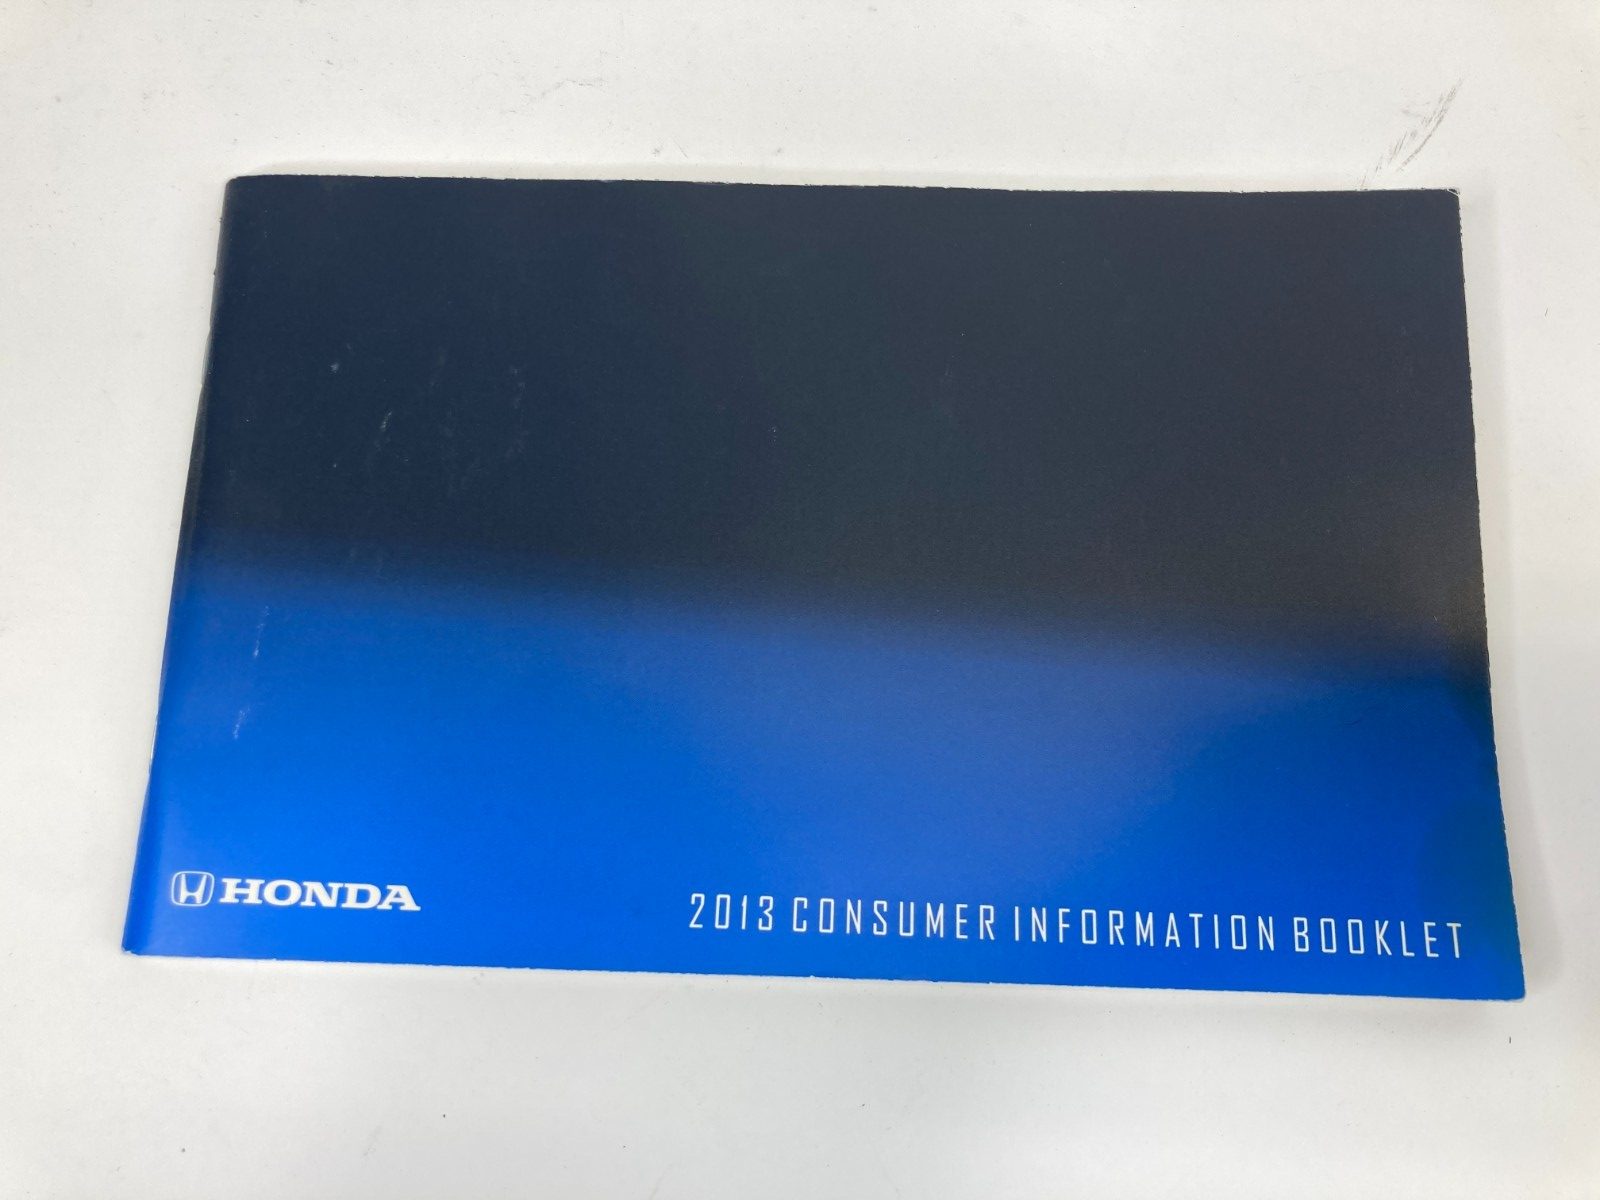 HONDA
2013 CONSUMER INFORMATION BOOKLET